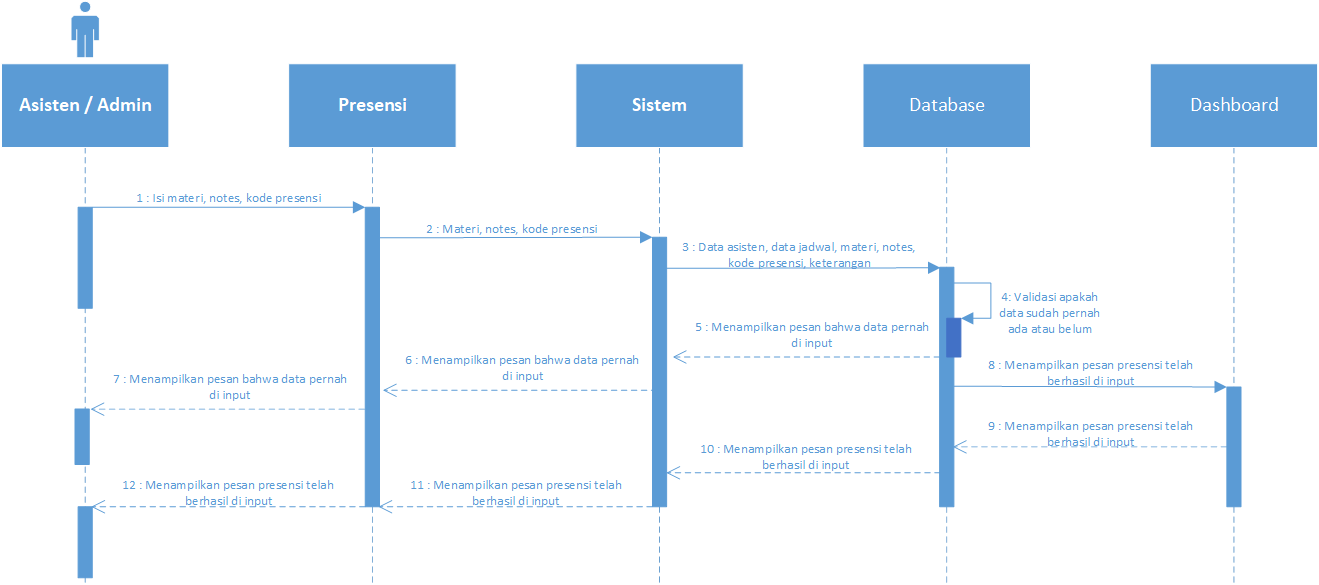 Asisten / Admin
Presensi
Sistem
Database
Dashboard
1 : Isi materi, notes, kode presensi
2 : Materi, notes, kode presensi
3 : Data asisten, data jadwal, materi, notes,
kode presensi, keterangan
4: Validasi apakah
data sudah pernah
ada atau belum
5 : Menampilkan pesan bahwa data pernah
di input
6 : Menampilkan pesan bahwa data pernah
di input
7 : Menampilkan pesan bahwa data pernah
di input
8 : Menampilkan pesan presensi telah
berhasil di input
9 : Menampilkan pesan presensi telah
berhasil di input
10 : Menampilkan pesan presensi telah
berhasil di input
11 : Menampilkan pesan presensi telah
berhasil di input
12 : Menampilkan pesan presensi telah
berhasil di input